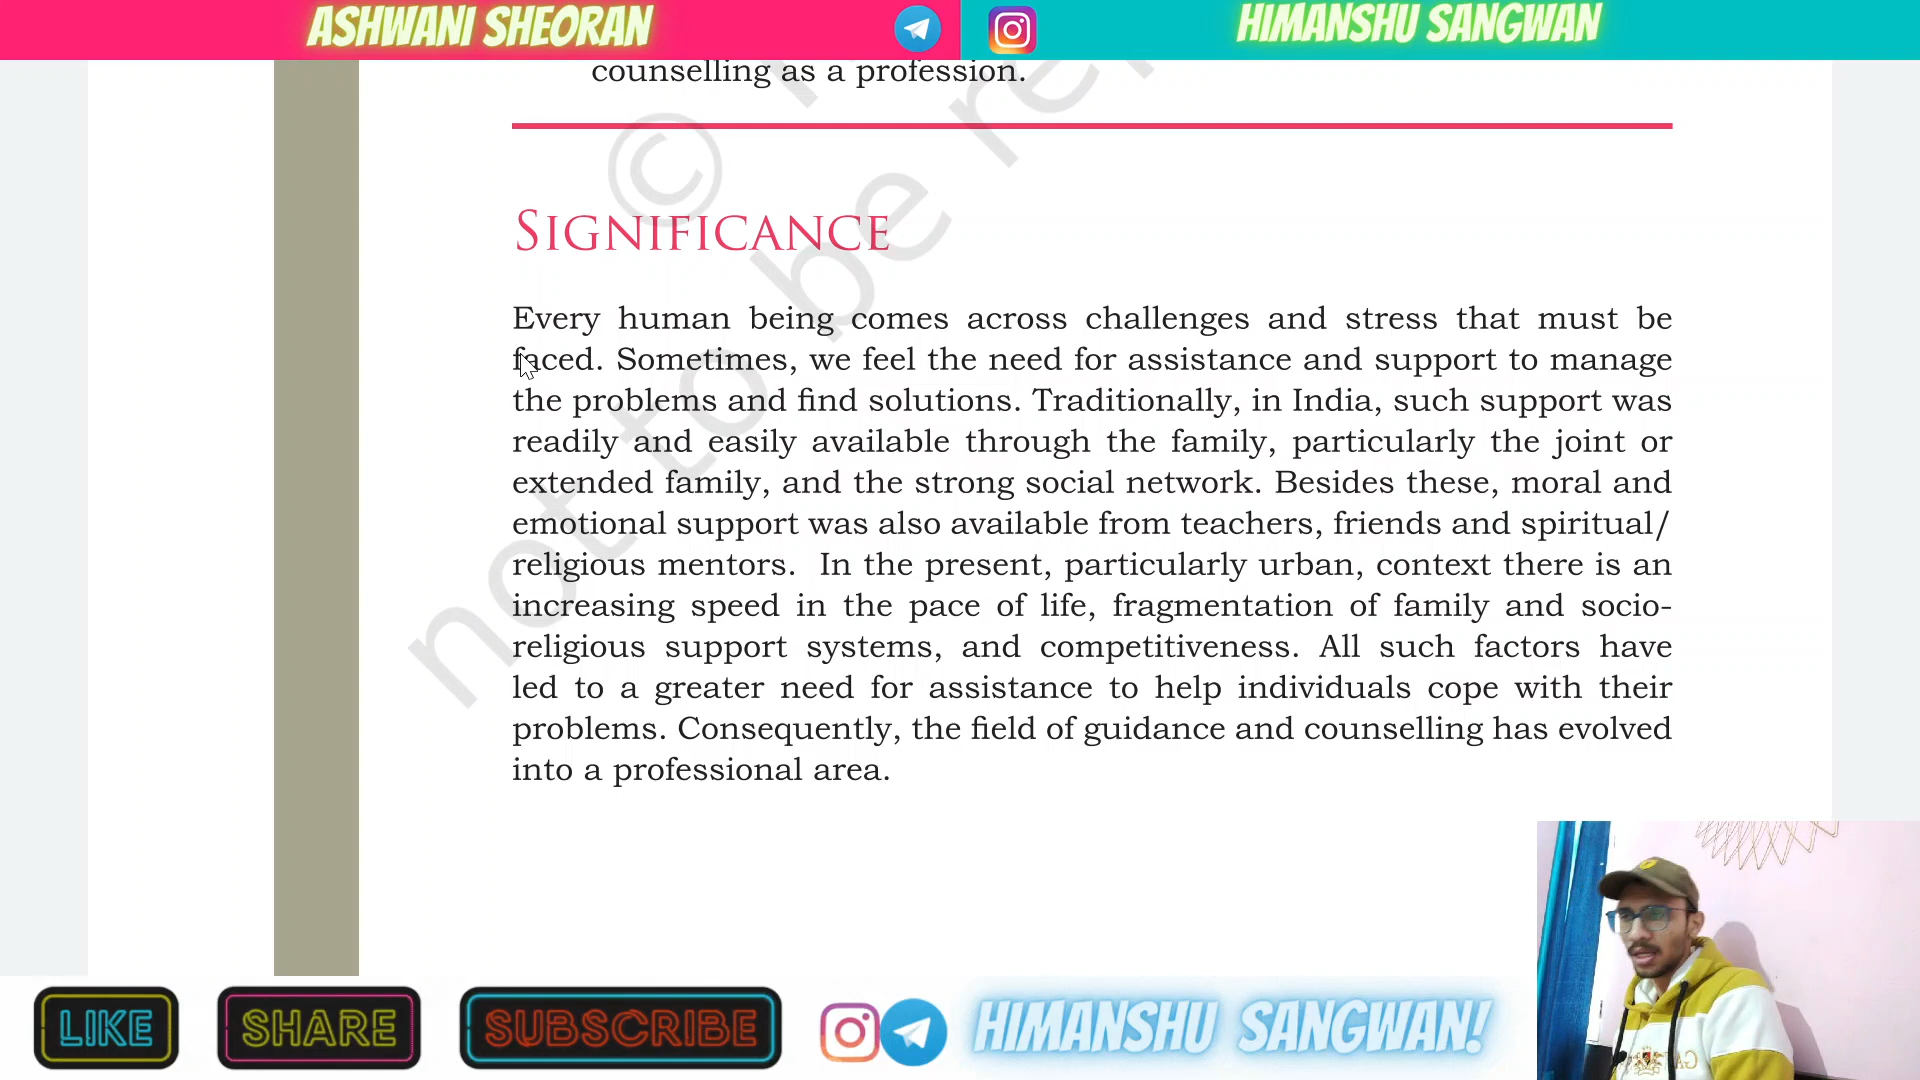 ASHWANI SHEORAN
HIMANSHU SANGWAN
counselling as a profession.
©
not to be re
SIGNIFICANCE
Every human being comes across challenges and stress that must be
faced. Sometimes, we feel the need for assistance and support to manage
the problems and find solutions. Traditionally, in India, such support was
readily and easily available through the family, particularly the joint or
extended family, and the strong social network. Besides these, moral and
emotional support was also available from teachers, friends and spiritual/
religious mentors.  In the present, particularly urban, context there is an
increasing speed in the pace of life, fragmentation of family and socio-
religious support systems, and competitiveness. All such factors have
led to a greater need for assistance to help individuals cope with their
problems. Consequently, the field of guidance and counselling has evolved
into a professional area.
LIKE
SHARE
SUBSCRIBE
HIMANSHU SANGWAN!